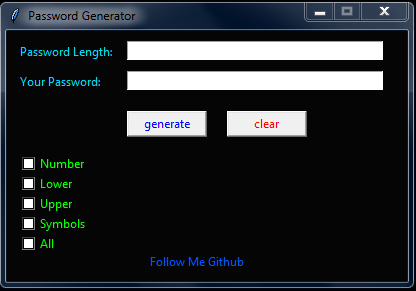 Password Generator
Password Length:
Your Password:
generate clear
Number
Lower
Upper
Symbols
All
Follow Me Github